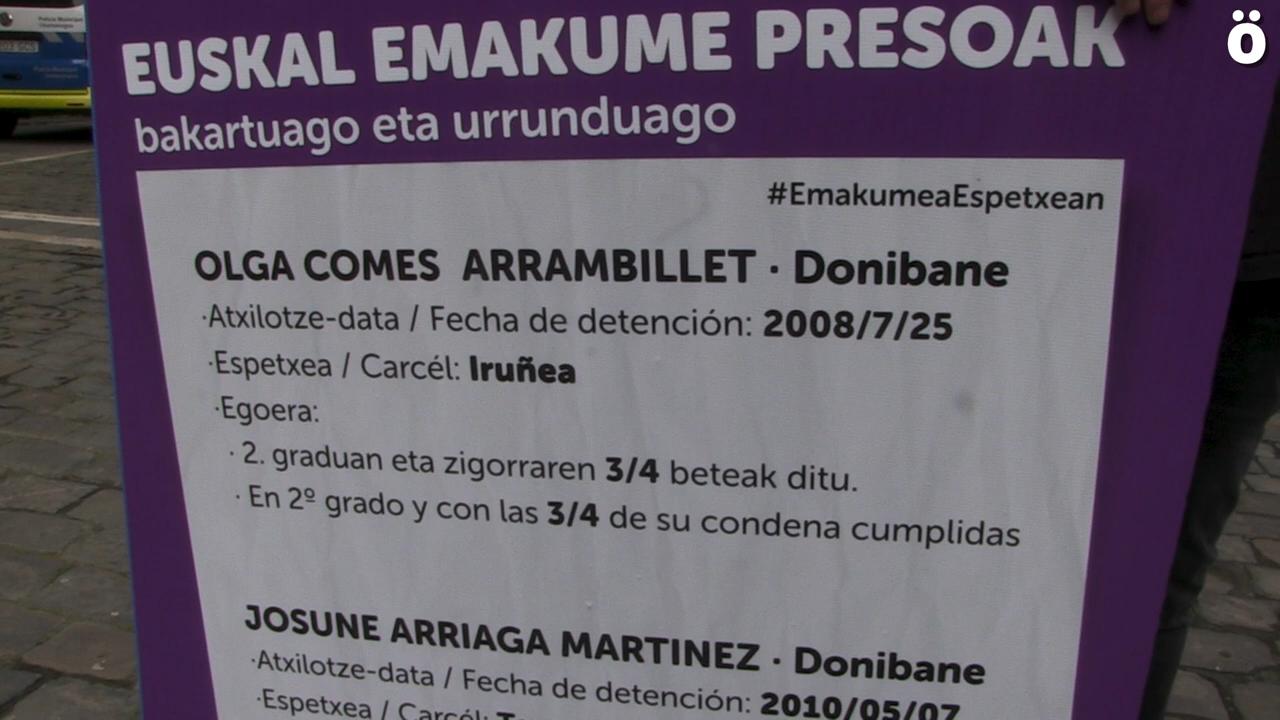 EUSKAL EMAKUME PRESOAK
bakartuago eta urrunduago
#EmakumeaEspetxean
OLGA COMES ARRAMBILLET · Donibane
·Atxilotze-data / Fecha de detención: 2008/7/25
·Espetxea / Carcél: Iruñea
·Egoera:
· 2. graduan eta zigorraren 3/4 beteak ditu.
· En 2º grado y con las 3/4 de su condena cumplidas
JOSUNE ARRIAGA MARTINEZ · Donibane
·Atxilotze-data / Fecha de detención: 2010/05/07
·Espetxea / Carcél:
ö